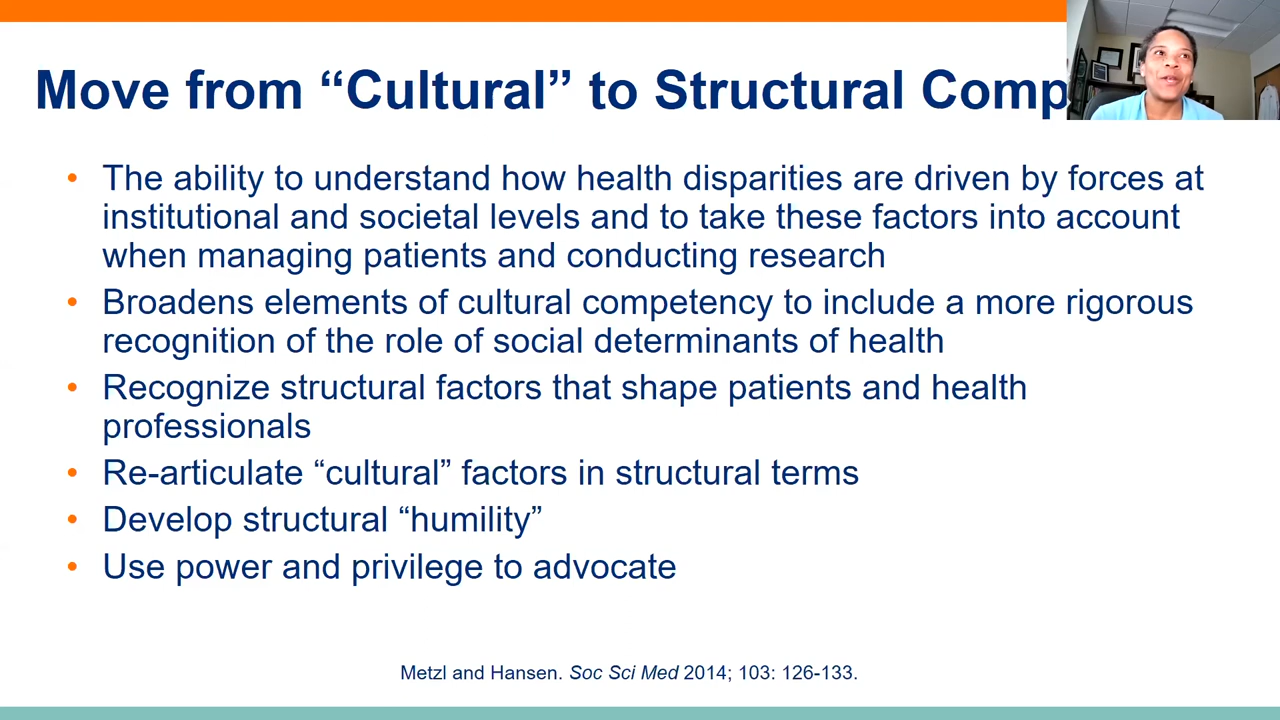 Move from “Cultural” to Structural Comp
• The ability to understand how health disparities are driven by forces at
institutional and societal levels and to take these factors into account
when managing patients and conducting research
• Broadens elements of cultural competency to include a more rigorous
recognition of the role of social determinants of health
• Recognize structural factors that shape patients and health
professionals
• Re-articulate “cultural” factors in structural terms
• Develop structural “humility”
• Use power and privilege to advocate
Metzl and Hansen. Soc Sci Med 2014; 103: 126-133.